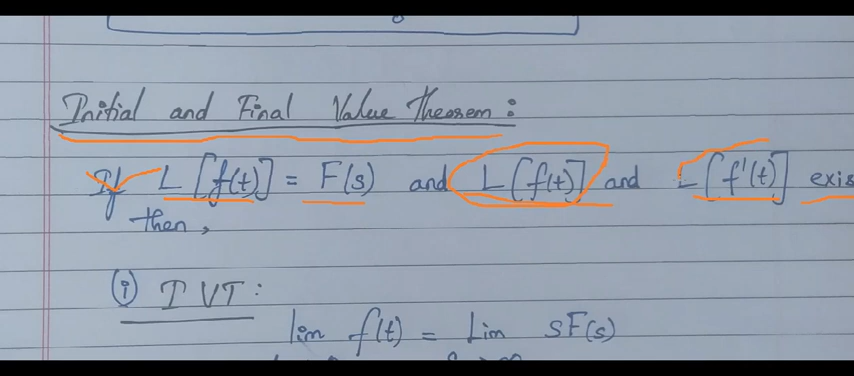 Initial and Final Value Theorem :
If L[f(t)] = F(s) and L[f(t)] and L[f'(t)] exis
then,
(i) IVT :
lim f(t) = Lim sF(s)